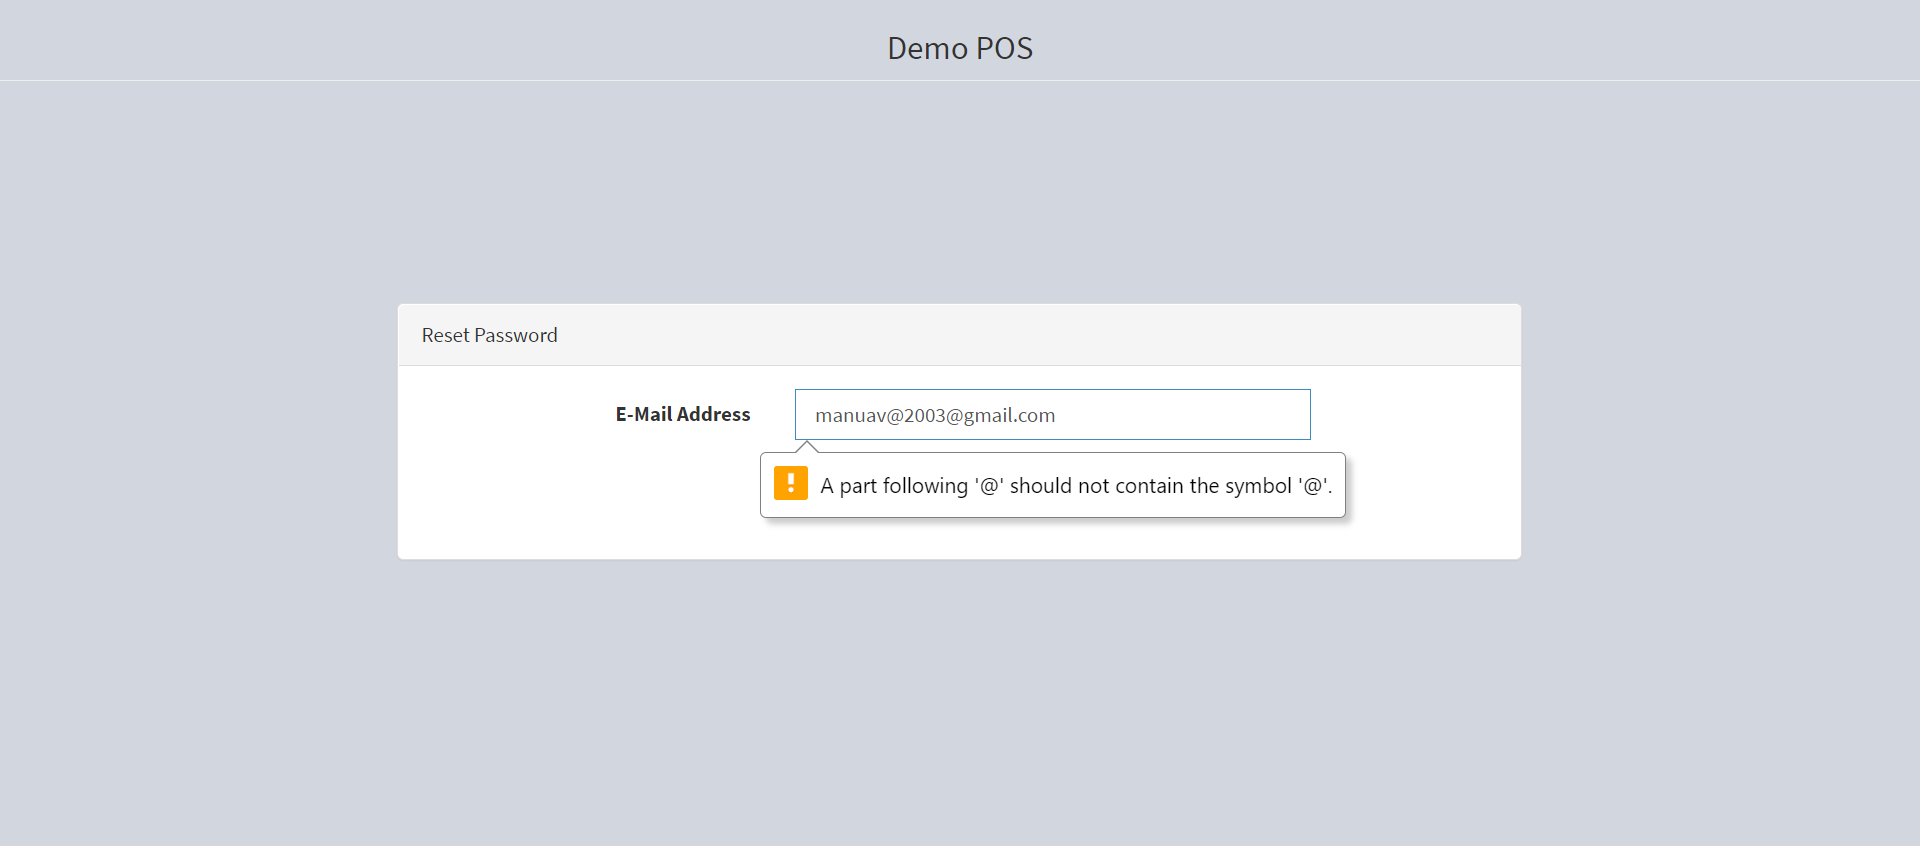 Demo POS
Reset Password
E-Mail Address
manuav@2003@gmail.com
A part following '@' should not contain the symbol '@'.